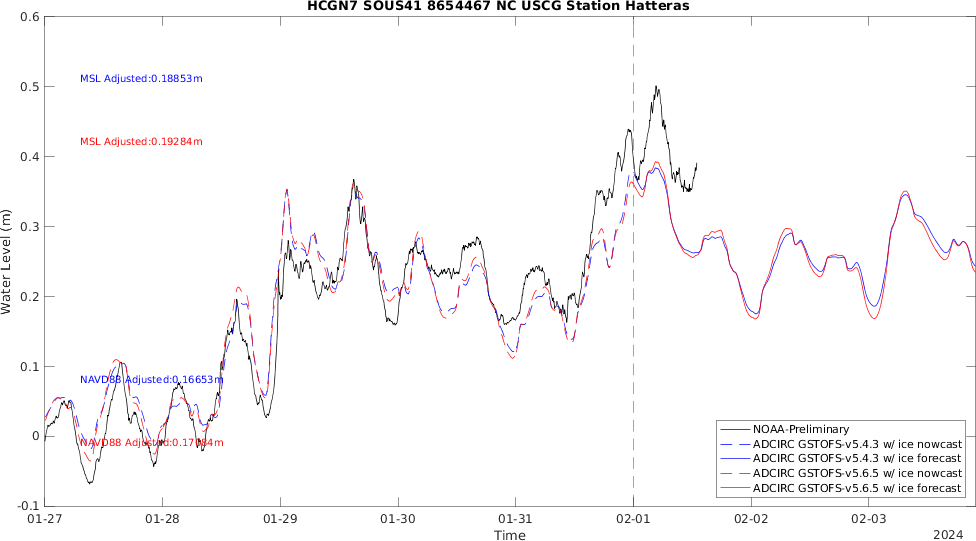 HCGN7 SOUS41 8654467 NC USCG Station Hatteras
0.6
0.5
0.4
0.3
0.2
0.1
0
-0.1
Water Level (m)
MSL Adjusted:0.18853m
MSL Adjusted:0.19284m
NAVD88 Adjusted:0.16653m
NAVD88 Adjusted:0.17084m
NOAA-Preliminary
ADCIRC GSTOFS-v5.4.3 w/ ice nowcast
ADCIRC GSTOFS-v5.4.3 w/ ice forecast
ADCIRC GSTOFS-v5.6.5 w/ ice nowcast
ADCIRC GSTOFS-v5.6.5 w/ ice forecast
01-27 01-28 01-29 01-30 01-31 02-01 02-02 02-03
Time
2024